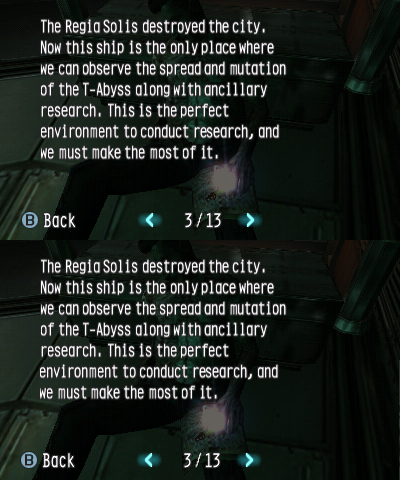 The Regia Solis destroyed the city.
Now this ship is the only place where
we can observe the spread and mutation
of the T-Abyss along with ancillary
research. This is the perfect
environment to conduct research, and
we must make the most of it.
B Back 3/13
The Regia Solis destroyed the city.
Now this ship is the only place where
we can observe the spread and mutation
of the T-Abyss along with ancillary
research. This is the perfect
environment to conduct research, and
we must make the most of it.
B Back 3/13